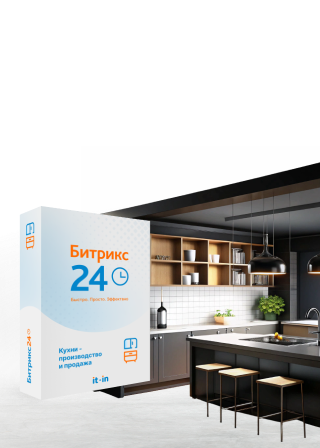 Битрикс
24
Быстро. Просто. Эффективно
Кухни -
производство
и продажа
it-in
Битрикс24